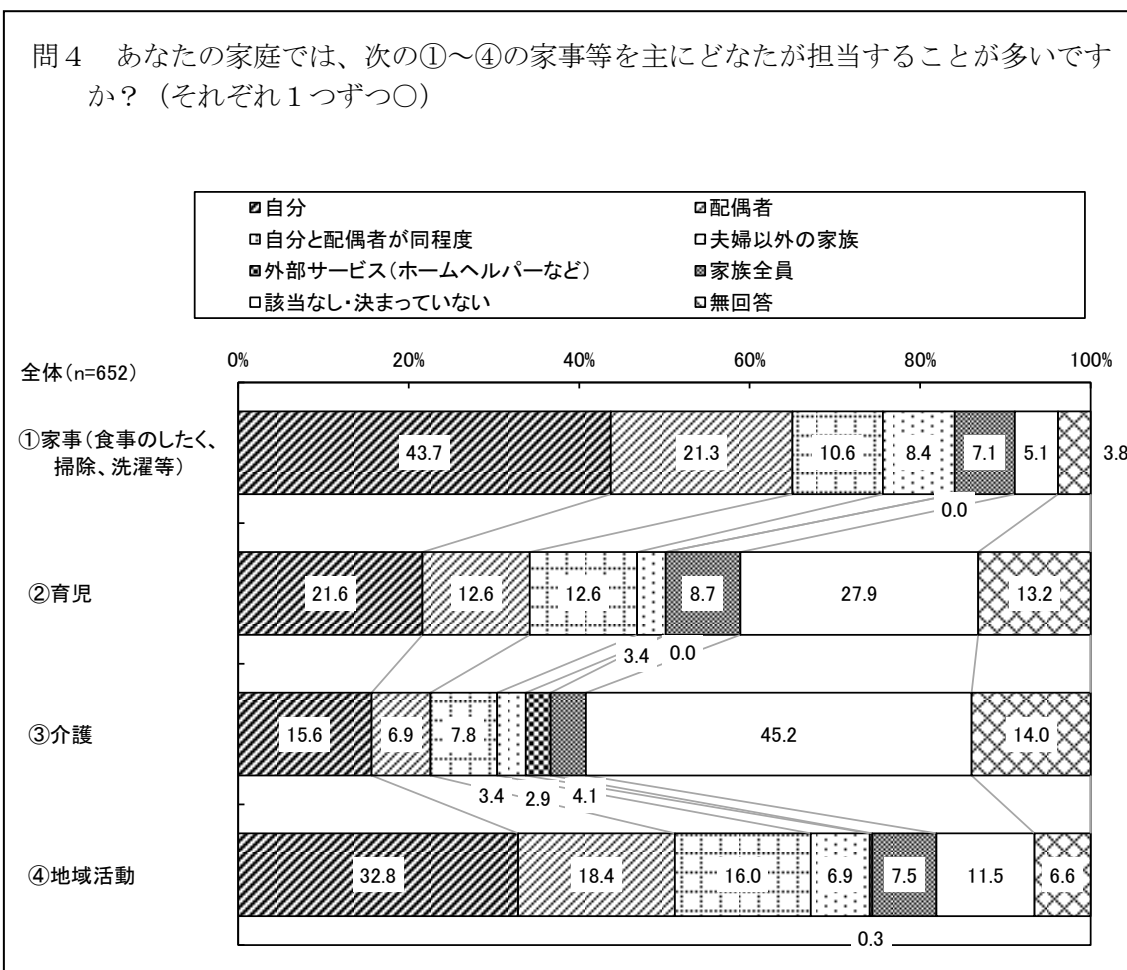 問４　あなたの家庭では、次の①～④の家事等を主にどなたが担当することが多いです
か？（それぞれ１つずつ○）
自分
配偶者
自分と配偶者が同程度
夫婦以外の家族
外部サービス（ホームヘルパーなど）
家族全員
該当なし・決まっていない
無回答
0% 20% 40% 60% 80% 100%
全体（n=652）
①家事（食事のしたく、
掃除、洗濯等）
43.7 21.3 10.6 8.4 7.1 5.1 3.8
0.0
②育児
21.6 12.6 12.6 8.7 27.9 13.2
3.4 0.0
③介護
15.6 6.9 7.8 45.2 14.0
3.4 2.9 4.1
④地域活動
32.8 18.4 16.0 6.9 7.5 11.5 6.6
0.3